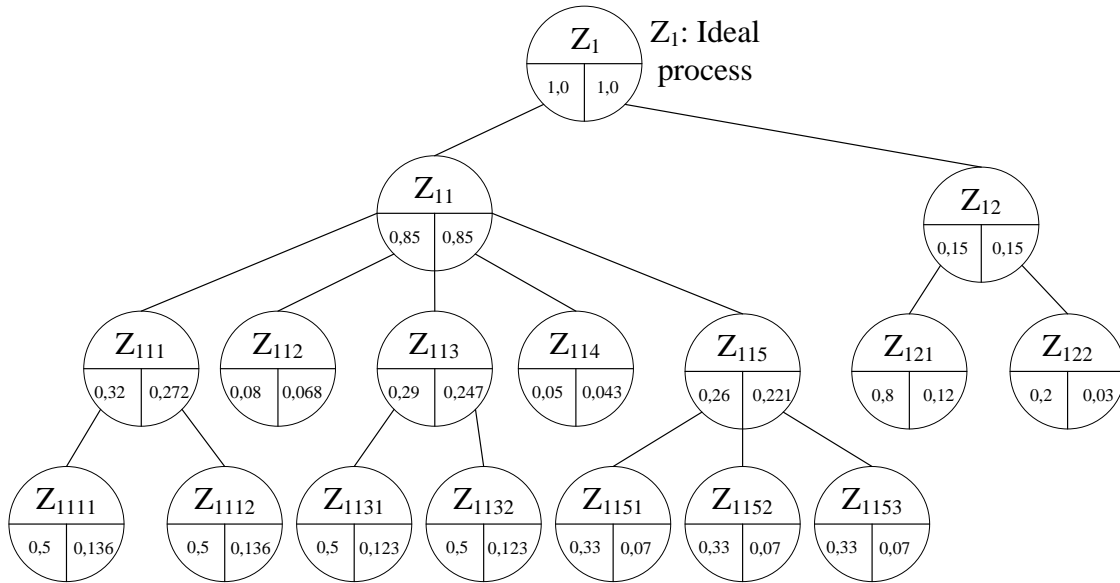 Z₁
Z₁: Ideal
process
1,0 1,0
Z₁₁
0,85 0,85
Z₁₂
0,15 0,15
Z₁₁₁
0,32 0,272
Z₁₁₂
0,08 0,068
Z₁₁₃
0,29 0,247
Z₁₁₄
0,05 0,043
Z₁₁₅
0,26 0,221
Z₁₂₁
0,8 0,12
Z₁₂₂
0,2 0,03
Z₁₁₁₁
0,5 0,136
Z₁₁₁₂
0,5 0,136
Z₁₁₃₁
0,5 0,123
Z₁₁₃₂
0,5 0,123
Z₁₁₅₁
0,33 0,07
Z₁₁₅₂
0,33 0,07
Z₁₁₅₃
0,33 0,07